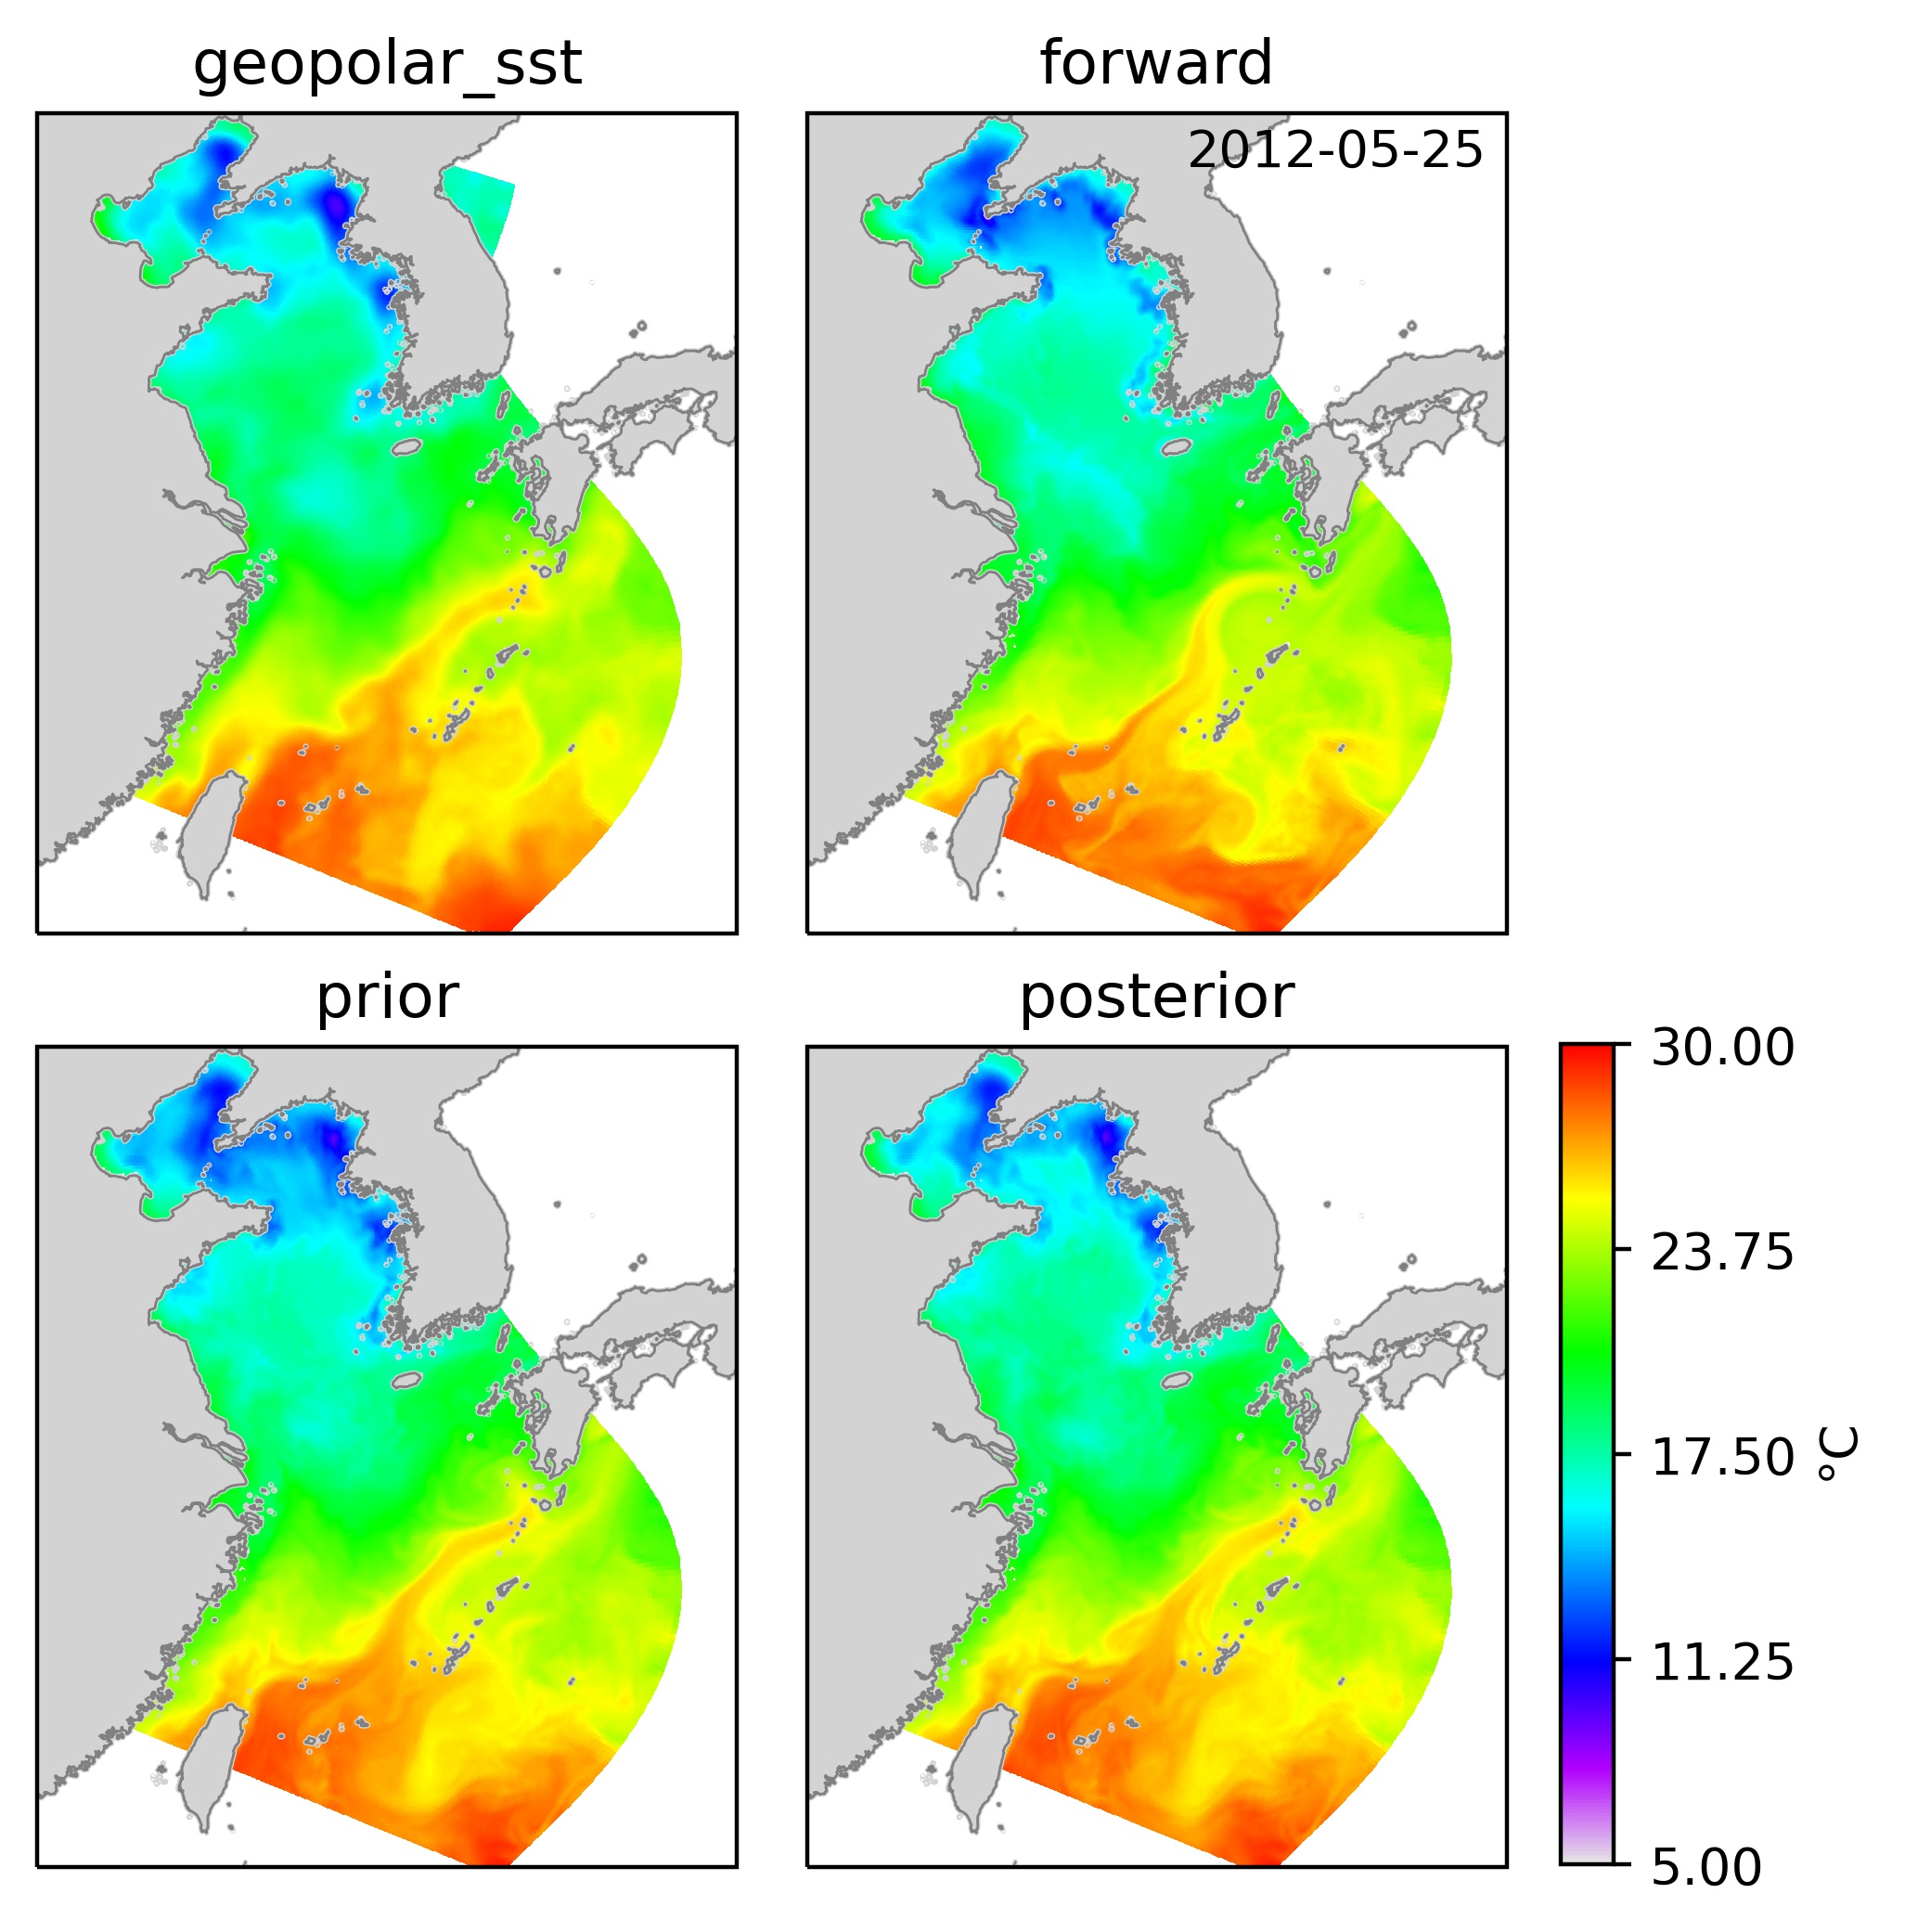 geopolar_sst
forward
2012-05-25
prior
posterior
30.00
23.75
17.50
11.25
5.00
°C